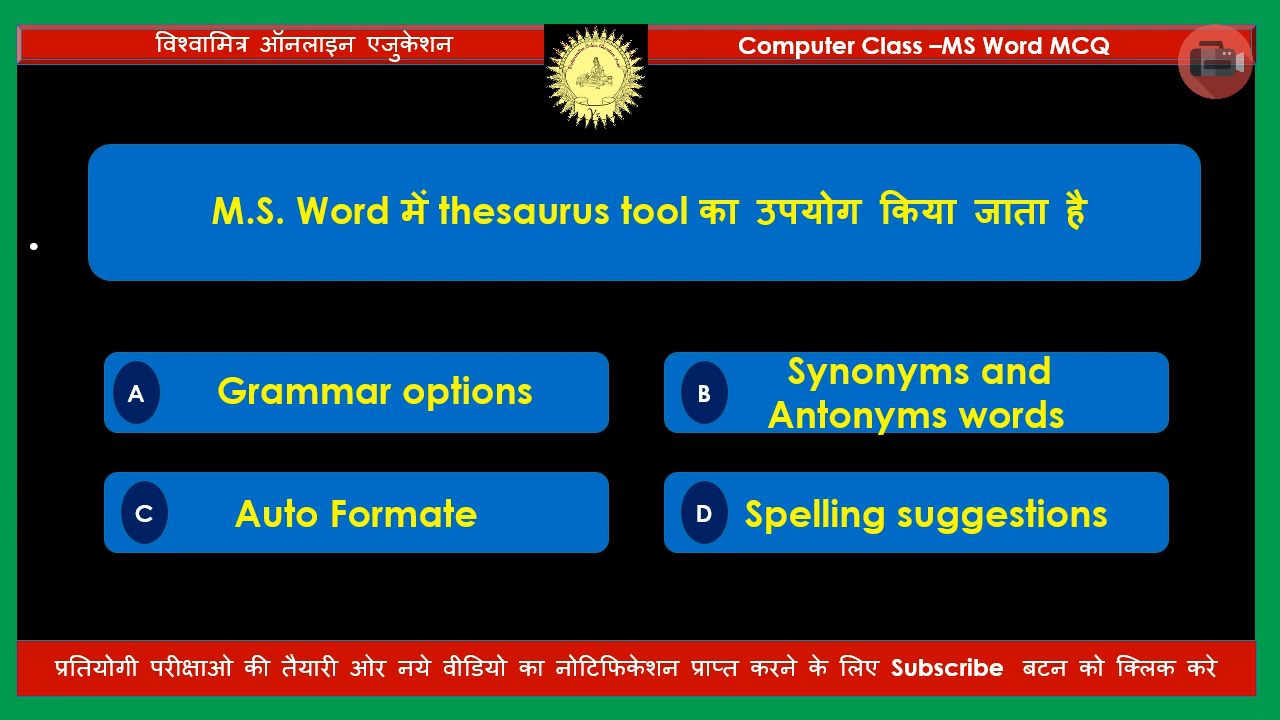 विश्वामित्र ऑनलाइन एजुकेशन
Computer Class –MS Word MCQ
M.S. Word में thesaurus tool का उपयोग किया जाता है
A Grammar options
B Synonyms and
Antonyms words
C Auto Formate
D Spelling suggestions
प्रतियोगी परीक्षाओ की तैयारी ओर नये वीडियो का नोटिफिकेशन प्राप्त करने के लिए Subscribe बटन को क्लिक करे